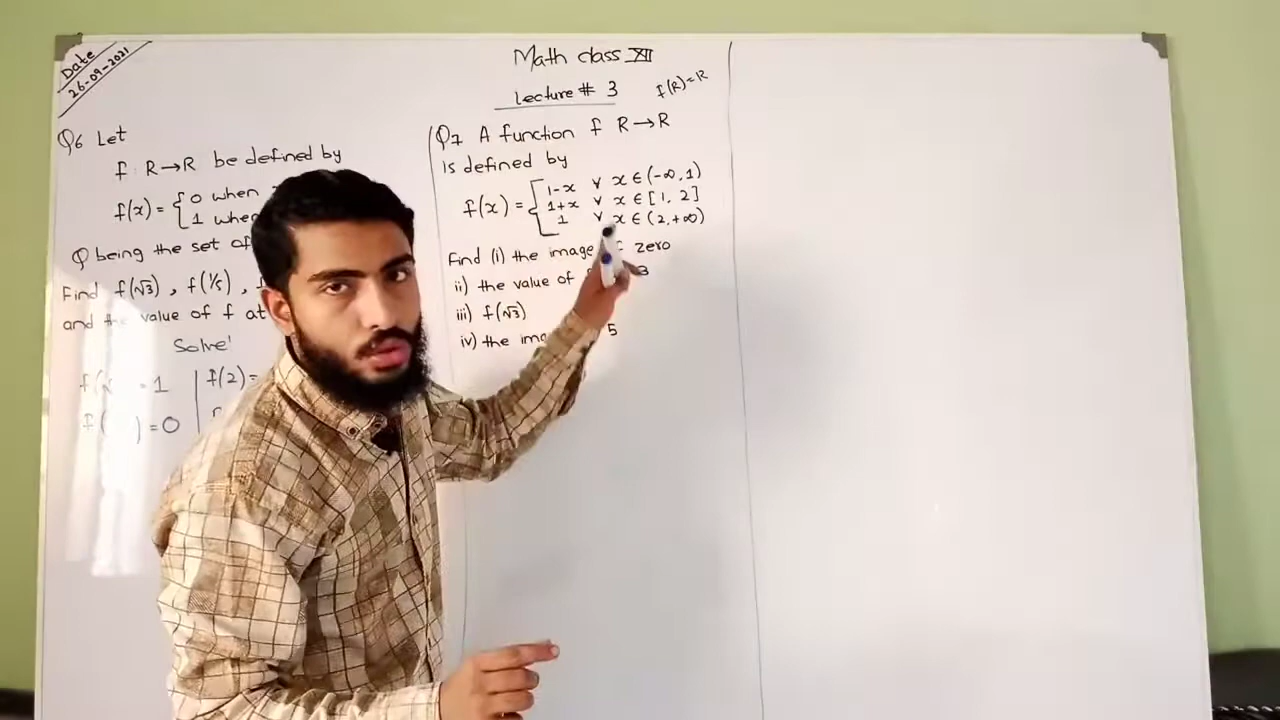 Date
26-09-2021
Math class XII
Lecture # 3
f(R)=R
Q6 Let
f: R→R be defined by
f(x)= { 0 when
1 when
Q being the set of
Find f(√3), f(1/5),
and the value of f at
Solve'
f( = 1
f(2)=
f( ) = 0
Q7 A function f R→R
is defined by
f(x)= { 1-x ∀ x ∈ (-∞, 1)
1+x ∀ x ∈ [1, 2]
1 ∀ x ∈ (2, +∞)
Find (i) the image of zero
ii) the value of 3
iii) f(√3)
iv) the 5